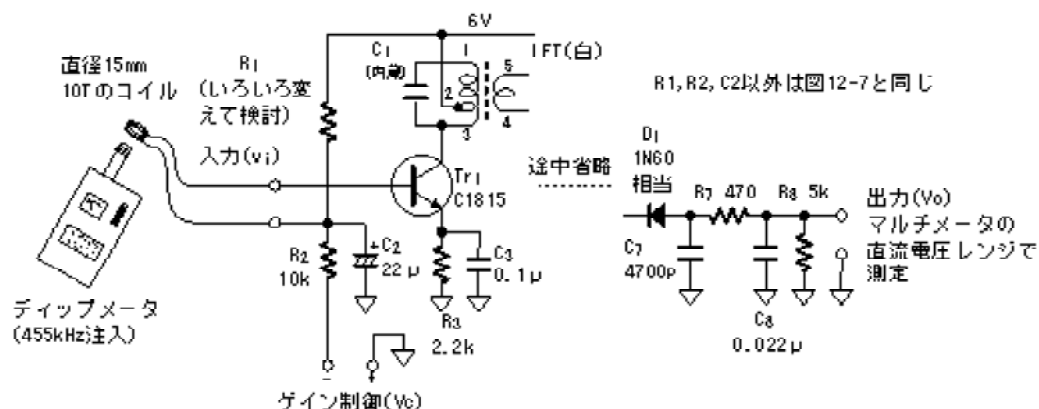 6V
C₁
(内蔵)
1
IFT(白)
5
2
4
3
直径15mm
10Tのコイル
R₁
(いろいろ変
えて検討)
R1,R2,C2以外は図12-7と同じ
入力(vi)
Tr₁
C1815
途中省略
D₁
1N60
相当
R₇ 470
R₈ 5k
出力(Vo)
マルチメータの
直流電圧レンジで
測定
R₂
10k
+
C₂
22μ
C₃
0.1μ
C₇
4700p
C₈
0.022μ
R₃
2.2k
ディップメータ
(455kHz注入)
-
+
ゲイン制御(Vc)